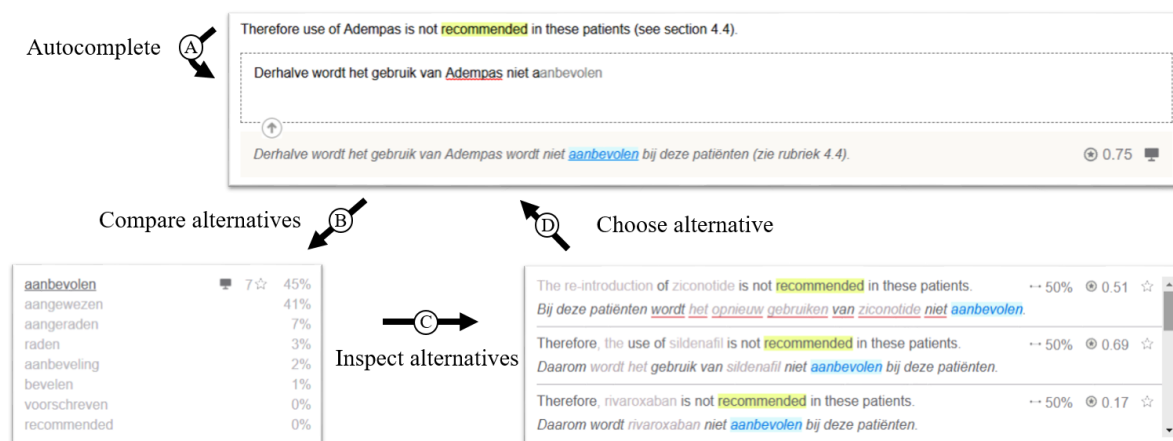 Autocomplete
A
Therefore use of Adempas is not recommended in these patients (see section 4.4).
Derhalve wordt het gebruik van Adempas niet aanbevolen
Derhalve wordt het gebruik van Adempas wordt niet aanbevolen bij deze patiënten (zie rubriek 4.4). 0.75
Compare alternatives
B
D
Choose alternative
aanbevolen 7☆ 45%
aangewezen 41%
aangeraden 7%
raden 3%
aanbeveling 2%
bevelen 1%
voorschreven 0%
recommended 0%
C
Inspect alternatives
The re-introduction of ziconotide is not recommended in these patients. ↔ 50% 0.51 ☆
Bij deze patiënten wordt het opnieuw gebruiken van ziconotide niet aanbevolen.
Therefore, the use of sildenafil is not recommended in these patients. ↔ 50% 0.69 ☆
Daarom wordt het gebruik van sildenafil niet aanbevolen bij deze patiënten.
Therefore, rivaroxaban is not recommended in these patients. ↔ 50% 0.17 ☆
Daarom wordt rivaroxaban niet aanbevolen bij deze patiënten.